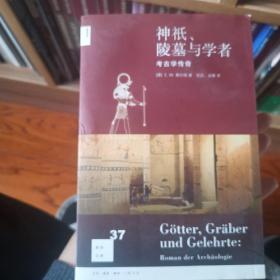 神祇、
陵墓与学者
考古学传奇
37
Götter, Gräber
und Gelehrte:
Roman der Archäologie